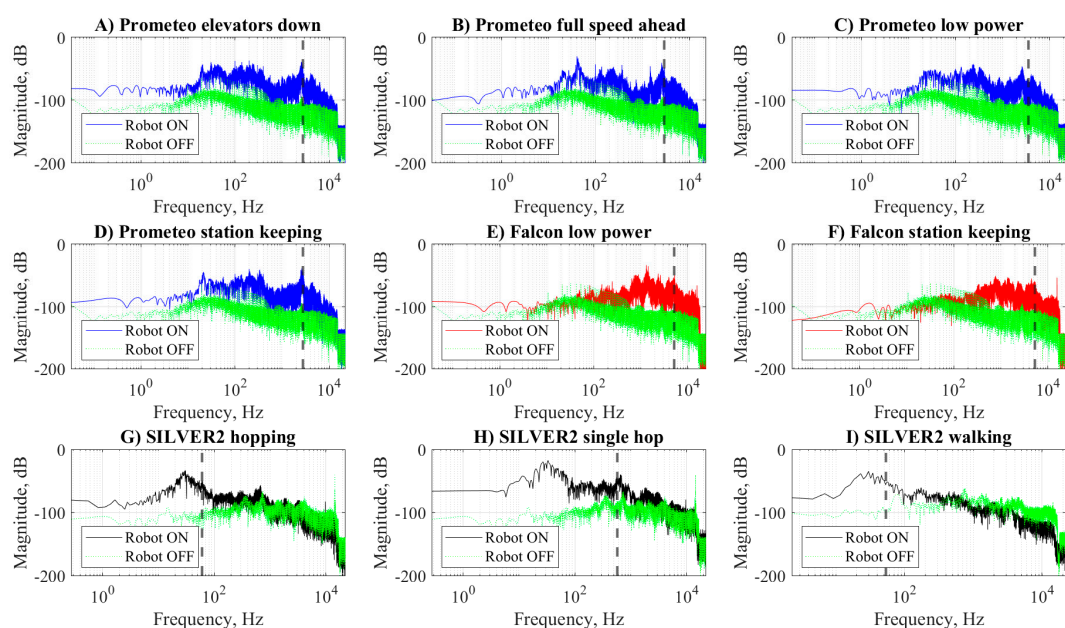 A) Prometeo elevators down
B) Prometeo full speed ahead
C) Prometeo low power
Magnitude, dB
0
-100
-200
Robot ON
Robot OFF
10^0
10^2
10^4
Frequency, Hz
Magnitude, dB
0
-100
-200
Robot ON
Robot OFF
10^0
10^2
10^4
Frequency, Hz
Magnitude, dB
0
-100
-200
Robot ON
Robot OFF
10^0
10^2
10^4
Frequency, Hz
D) Prometeo station keeping
E) Falcon low power
F) Falcon station keeping
Magnitude, dB
0
-100
-200
Robot ON
Robot OFF
10^0
10^2
10^4
Frequency, Hz
Magnitude, dB
0
-100
-200
Robot ON
Robot OFF
10^0
10^2
10^4
Frequency, Hz
Magnitude, dB
0
-100
-200
Robot ON
Robot OFF
10^0
10^2
10^4
Frequency, Hz
G) SILVER2 hopping
H) SILVER2 single hop
I) SILVER2 walking
Magnitude, dB
0
-100
-200
Robot ON
Robot OFF
10^0
10^2
10^4
Frequency, Hz
Magnitude, dB
0
-100
-200
Robot ON
Robot OFF
10^0
10^2
10^4
Frequency, Hz
Magnitude, dB
0
-100
-200
Robot ON
Robot OFF
10^2
10^4
Frequency, Hz